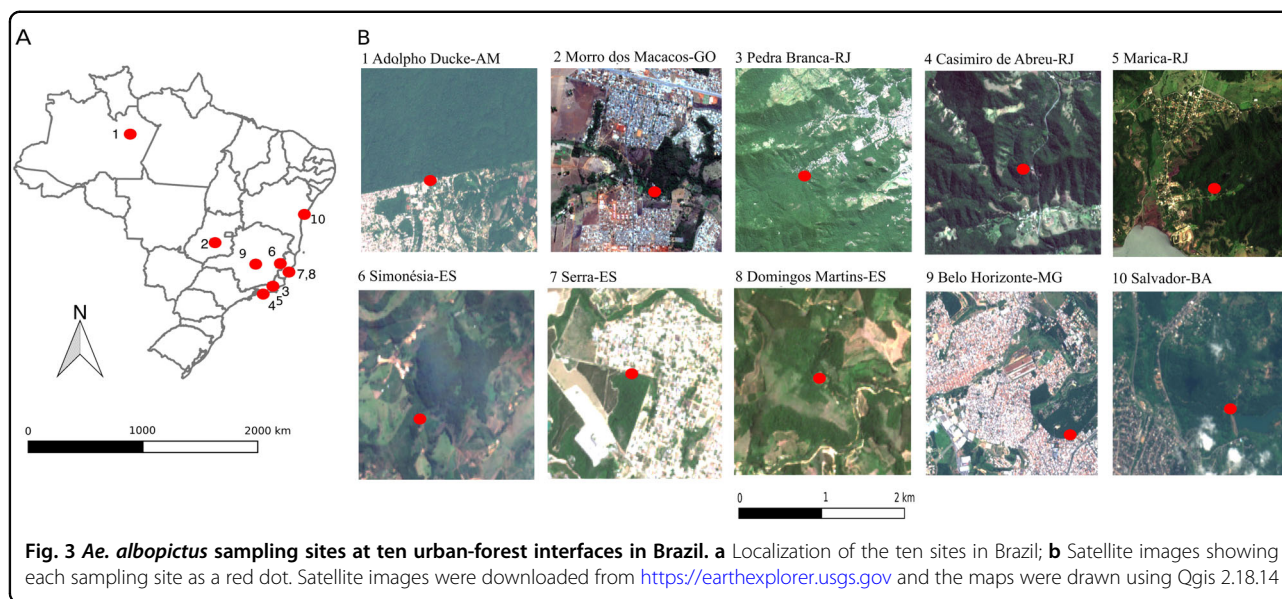 A
B
1 Adolpho Ducke-AM
2 Morro dos Macacos-GO
3 Pedra Branca-RJ
4 Casimiro de Abreu-RJ
5 Marica-RJ
1
10
2
9
6
7,8
3
5
4
N
0 1000 2000 km
6 Simonésia-ES
7 Serra-ES
8 Domingos Martins-ES
9 Belo Horizonte-MG
10 Salvador-BA
0 1 2 km
Fig. 3 Ae. albopictus sampling sites at ten urban-forest interfaces in Brazil. a Localization of the ten sites in Brazil; b Satellite images showing
each sampling site as a red dot. Satellite images were downloaded from https://earthexplorer.usgs.gov and the maps were drawn using Qgis 2.18.14